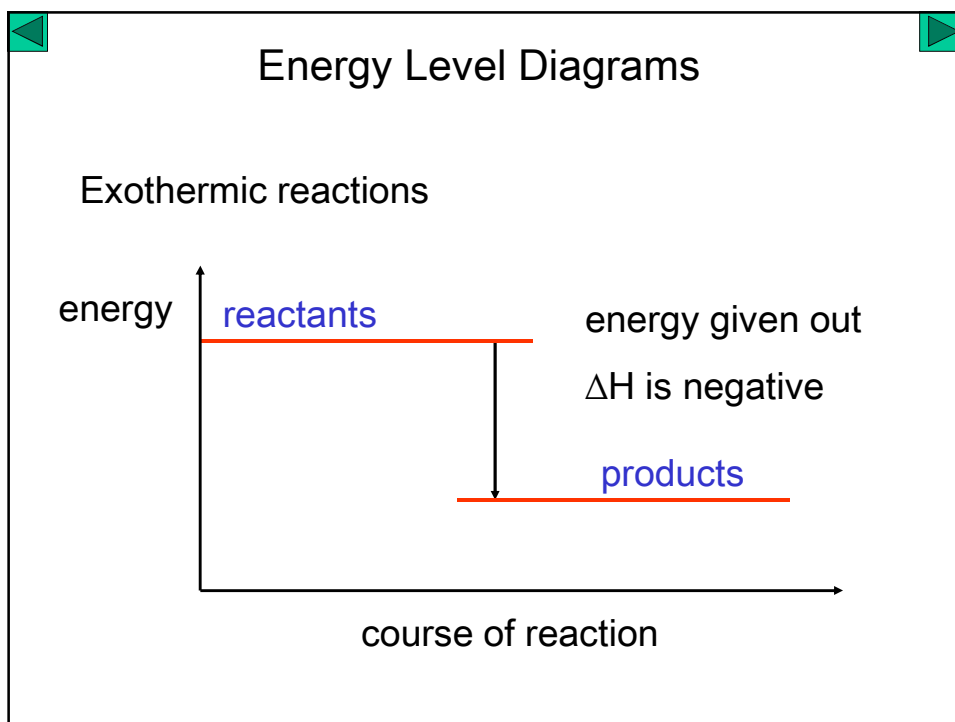 Energy Level Diagrams
Exothermic reactions
energy
reactants
energy given out
ΔH is negative
products
course of reaction